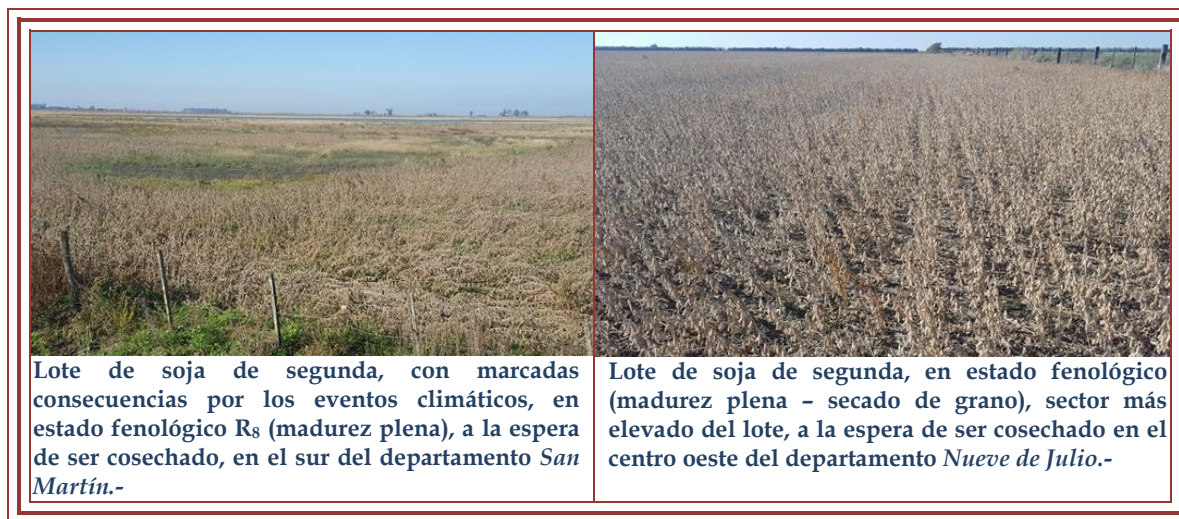 Lote de soja de segunda, con marcadas
consecuencias por los eventos climáticos, en
estado fenológico R₈ (madurez plena), a la espera
de ser cosechado, en el sur del departamento San
Martín.-
Lote de soja de segunda, en estado fenológico
(madurez plena – secado de grano), sector más
elevado del lote, a la espera de ser cosechado en el
centro oeste del departamento Nueve de Julio.-